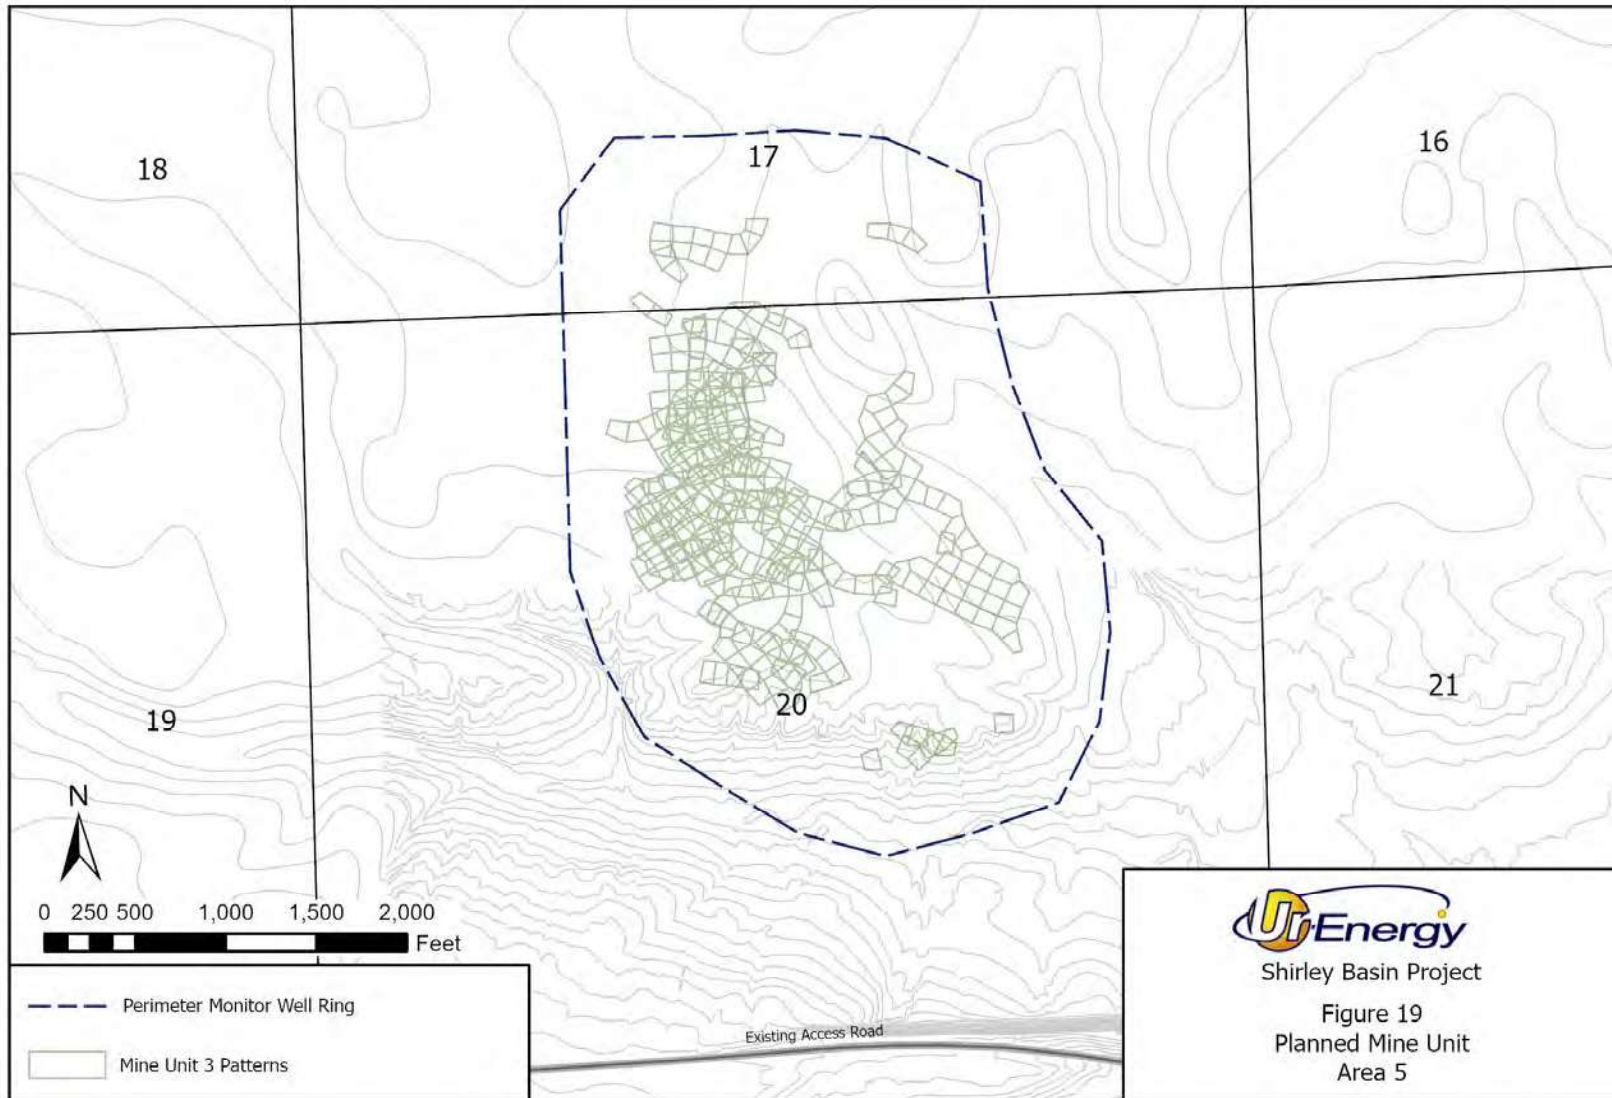 17
16
18
20
21
19
N
0 250 500 1,000 1,500 2,000
Feet
Perimeter Monitor Well Ring
Mine Unit 3 Patterns
Existing Access Road
Ur-Energy
Shirley Basin Project
Figure 19
Planned Mine Unit
Area 5